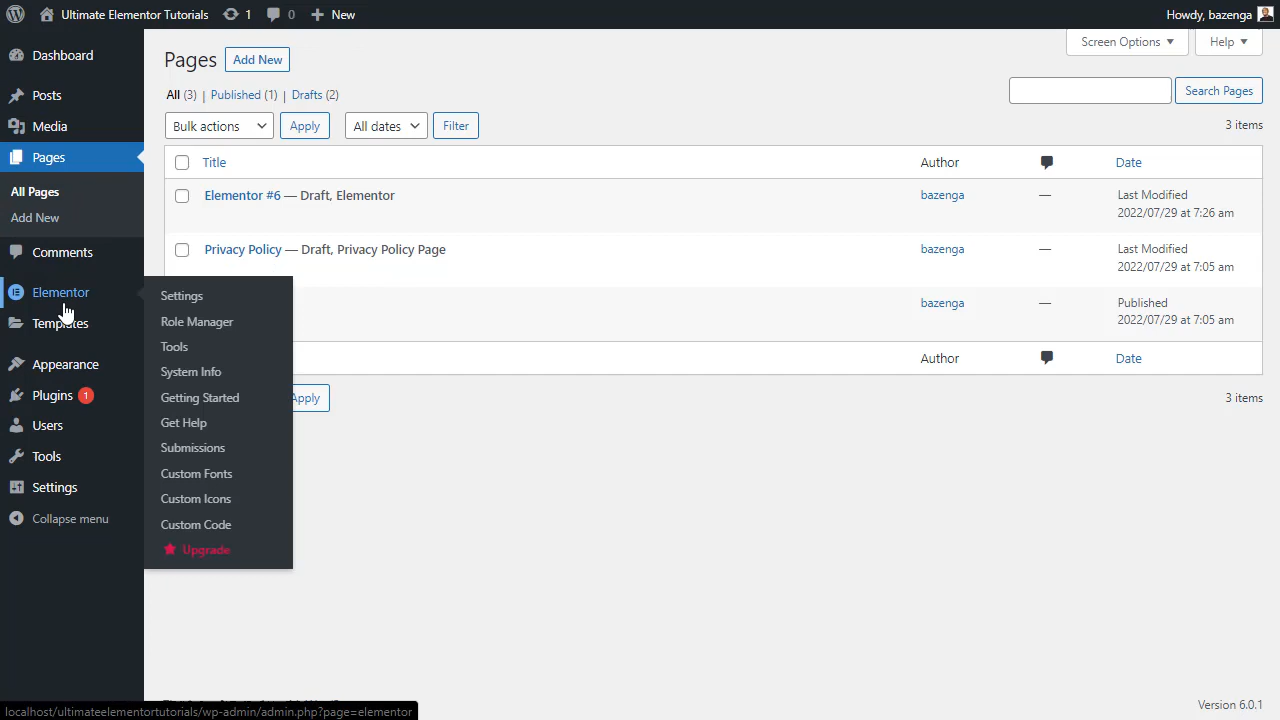 Ultimate Elementor Tutorials 1 0 New Howdy, bazenga
Dashboard
Posts
Media
Pages
All Pages
Add New
Comments
Elementor
Templates
Appearance
Plugins 1
Users
Tools
Settings
Collapse menu
Settings
Role Manager
Tools
System Info
Getting Started
Get Help
Submissions
Custom Fonts
Custom Icons
Custom Code
Upgrade
Screen Options Help
Pages Add New
All (3) | Published (1) | Drafts (2)
Search Pages
Bulk actions Apply All dates Filter
3 items
Title Author Date
Elementor #6 — Draft, Elementor bazenga — Last Modified
2022/07/29 at 7:26 am
Privacy Policy — Draft, Privacy Policy Page bazenga — Last Modified
2022/07/29 at 7:05 am
bazenga — Published
2022/07/29 at 7:05 am
Author Date
Apply
3 items
localhost/ultimateelementortutorials/wp-admin/admin.php?page=elementor
Version 6.0.1